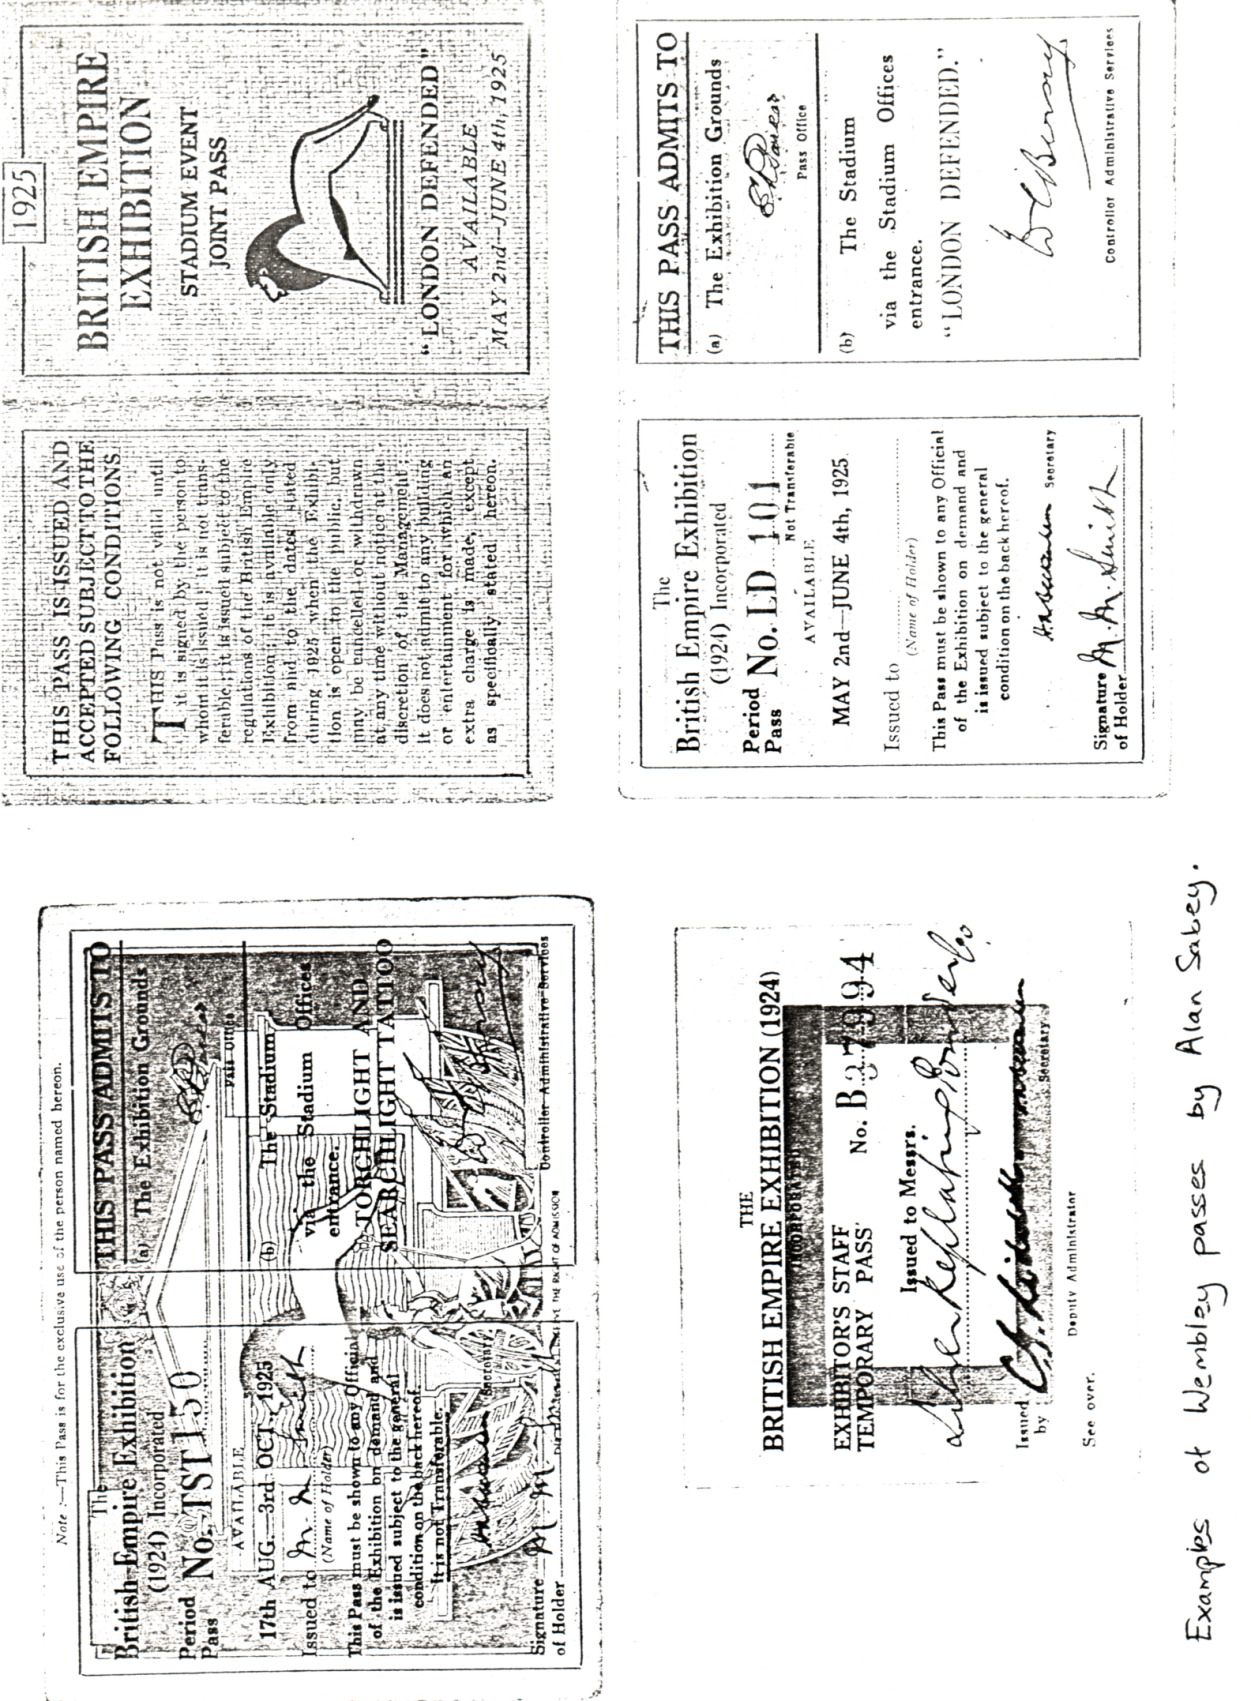 Note :—This Pass is for the exclusive use of the person named hereon.
The
British Empire Exhibition
(1924) Incorporated
Period
Pass No. TST 150
AVAILABLE
17th AUG.—3rd OCT. 1925
Issued to M. M. Smith
(Name of Holder)
This Pass must be shown to any Official
of the Exhibition on demand and
is issued subject to the general
condition on the back hereof.
It is not Transferable.
Secretary
Signature M. M.
of Holder
THIS PASS ADMITS TO
(a) The Exhibition Grounds
Pass Office
(b) The Stadium
via the Stadium Offices
entrance.
TORCHLIGHT AND
SEARCHLIGHT TATTOO
Controller Administrative Services
THE RIGHT OF ADMISSION
THIS PASS IS ISSUED AND
ACCEPTED SUBJECT TO THE
FOLLOWING CONDITIONS
THIS Pass is not valid until
it is signed by the person to
whom it is issued; it is not trans-
ferable; it is issued subject to the
regulations of the British Empire
Exhibition; it is available only
from and to the dates stated
during 1925 when the Exhibi-
tion is open to the public, but
may be cancelled or withdrawn
at any time without notice at the
discretion of the Management;
it does not admit to any building
or entertainment for which an
extra charge is made, except
as specifically stated hereon.
1925
BRITISH EMPIRE
EXHIBITION
STADIUM EVENT
JOINT PASS
"LONDON DEFENDED"
AVAILABLE
MAY 2nd—JUNE 4th, 1925
THE
BRITISH EMPIRE EXHIBITION (1924)
INCORPORATED
EXHIBITOR'S STAFF
TEMPORARY PASS No. B 37994
Issued to Messrs.
Issued
by
Secretary
Deputy Administrator
See over.
The
British Empire Exhibition
(1924) Incorporated
Period
Pass No. LD 101
Not Transferable
AVAILABLE
MAY 2nd—JUNE 4th, 1925
Issued to
(Name of Holder)
This Pass must be shown to any Official
of the Exhibition on demand and
is issued subject to the general
condition on the back hereof.
Secretary
Signature M. M. Smith
of Holder
THIS PASS ADMITS TO
(a) The Exhibition Grounds
Pass Office
(b) The Stadium
via the Stadium Offices
entrance.
"LONDON DEFENDED."
Controller Administrative Services
Examples of Wembley passes by Alan Sabey.